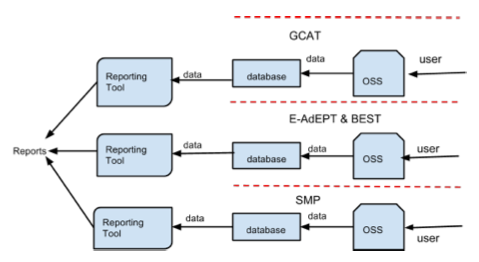 GCAT
data
user
Reporting
Tool
data
database
OSS
E-AdEPT & BEST
Reports
Reporting
Tool
data
database
data
OSS
user
SMP
Reporting
Tool
data
database
data
OSS
user